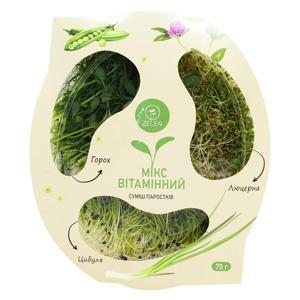 ZELEN
Горох
МІКС
ВІТАМІННИЙ
СУМІШ ПАРОСТКІВ
Люцерна
Цибуля
75 г